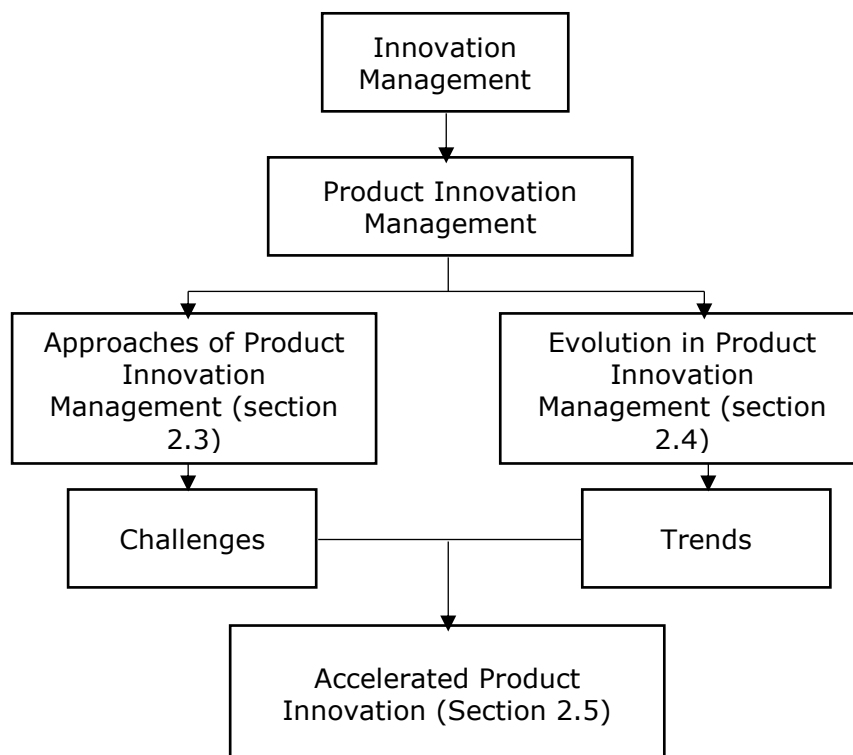 Innovation
Management
Product Innovation
Management
Approaches of Product
Innovation
Management (section
2.3)
Evolution in Product
Innovation
Management (section
2.4)
Challenges
Trends
Accelerated Product
Innovation (Section 2.5)